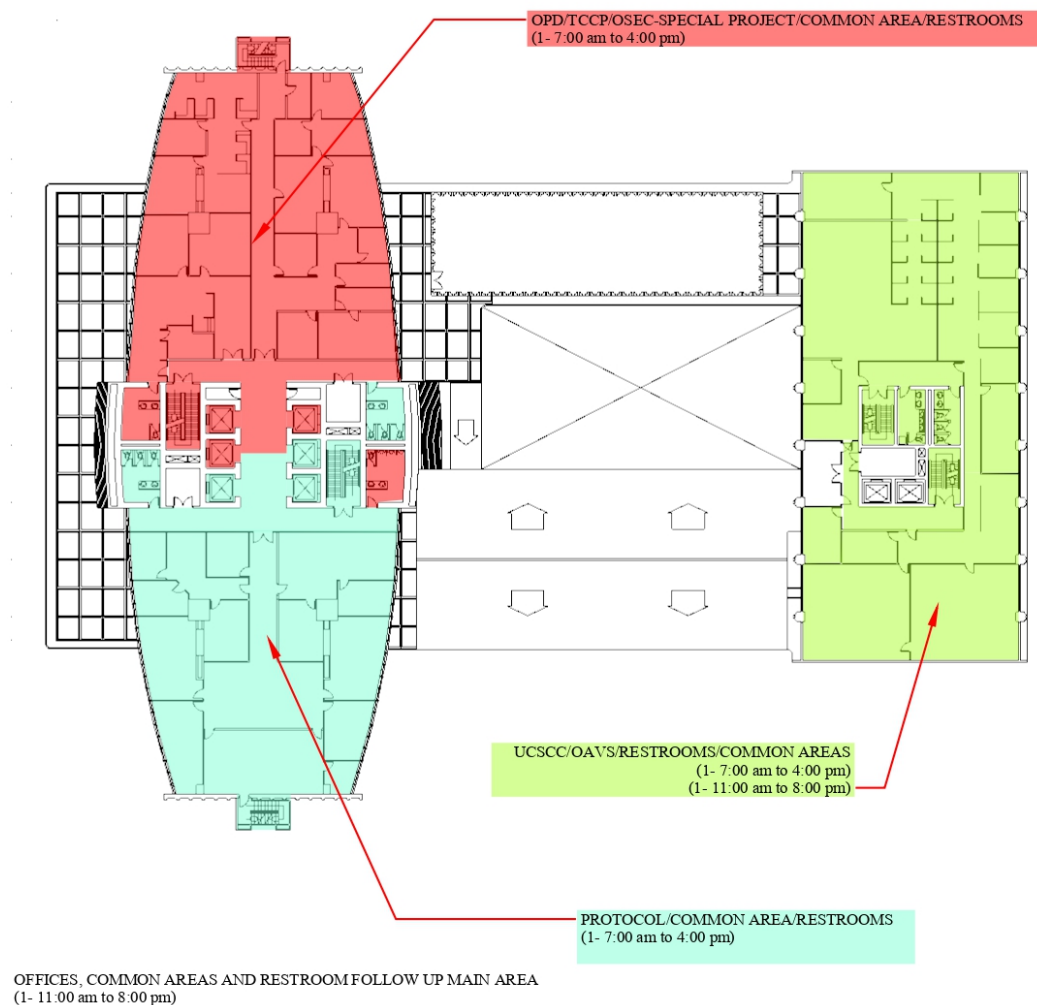 OPD/TCCP/OSEC-SPECIAL PROJECT/COMMON AREA/RESTROOMS
(1- 7:00 am to 4:00 pm)
UCSCC/OAVS/RESTROOMS/COMMON AREAS
(1- 7:00 am to 4:00 pm)
(1- 11:00 am to 8:00 pm)
PROTOCOL/COMMON AREA/RESTROOMS
(1- 7:00 am to 4:00 pm)
OFFICES, COMMON AREAS AND RESTROOM FOLLOW UP MAIN AREA
(1- 11:00 am to 8:00 pm)